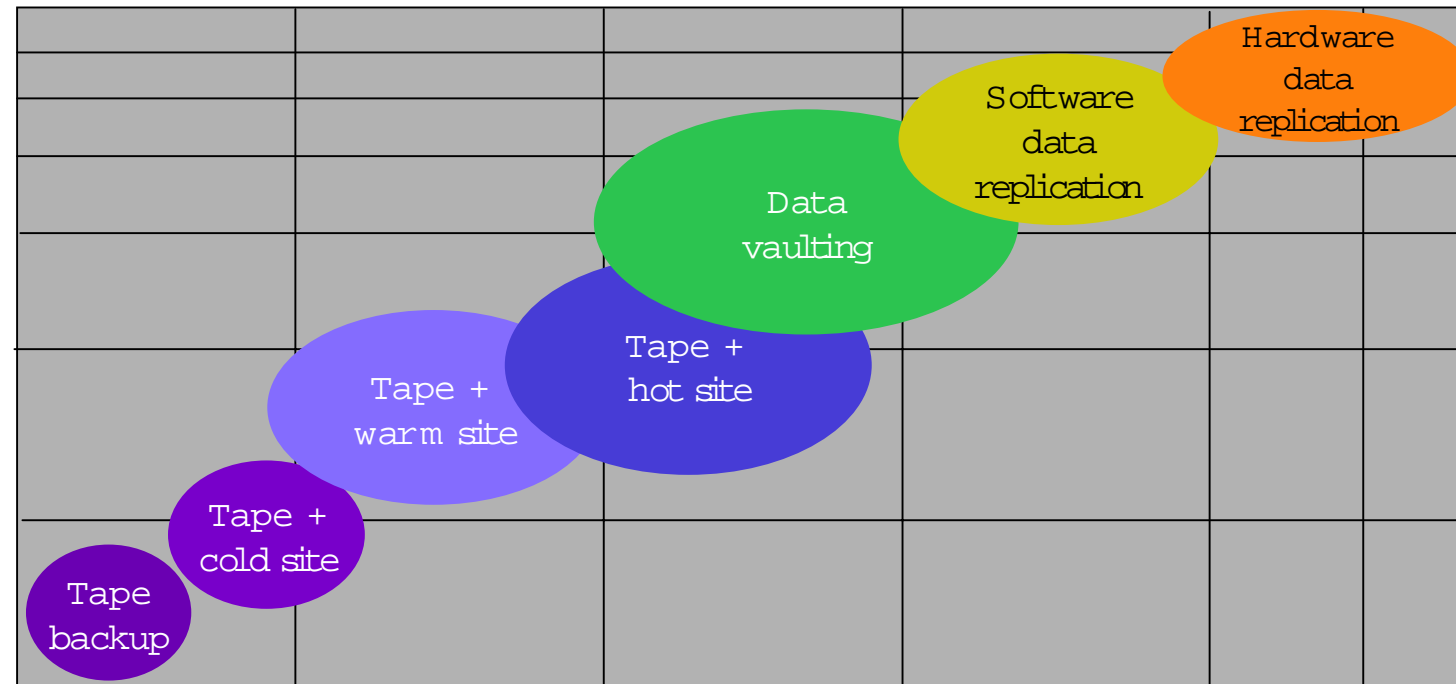 Hardware
data
replication
Software
data
replication
Data
vaulting
Tape +
hot site
Tape +
warm site
Tape +
cold site
Tape
backup